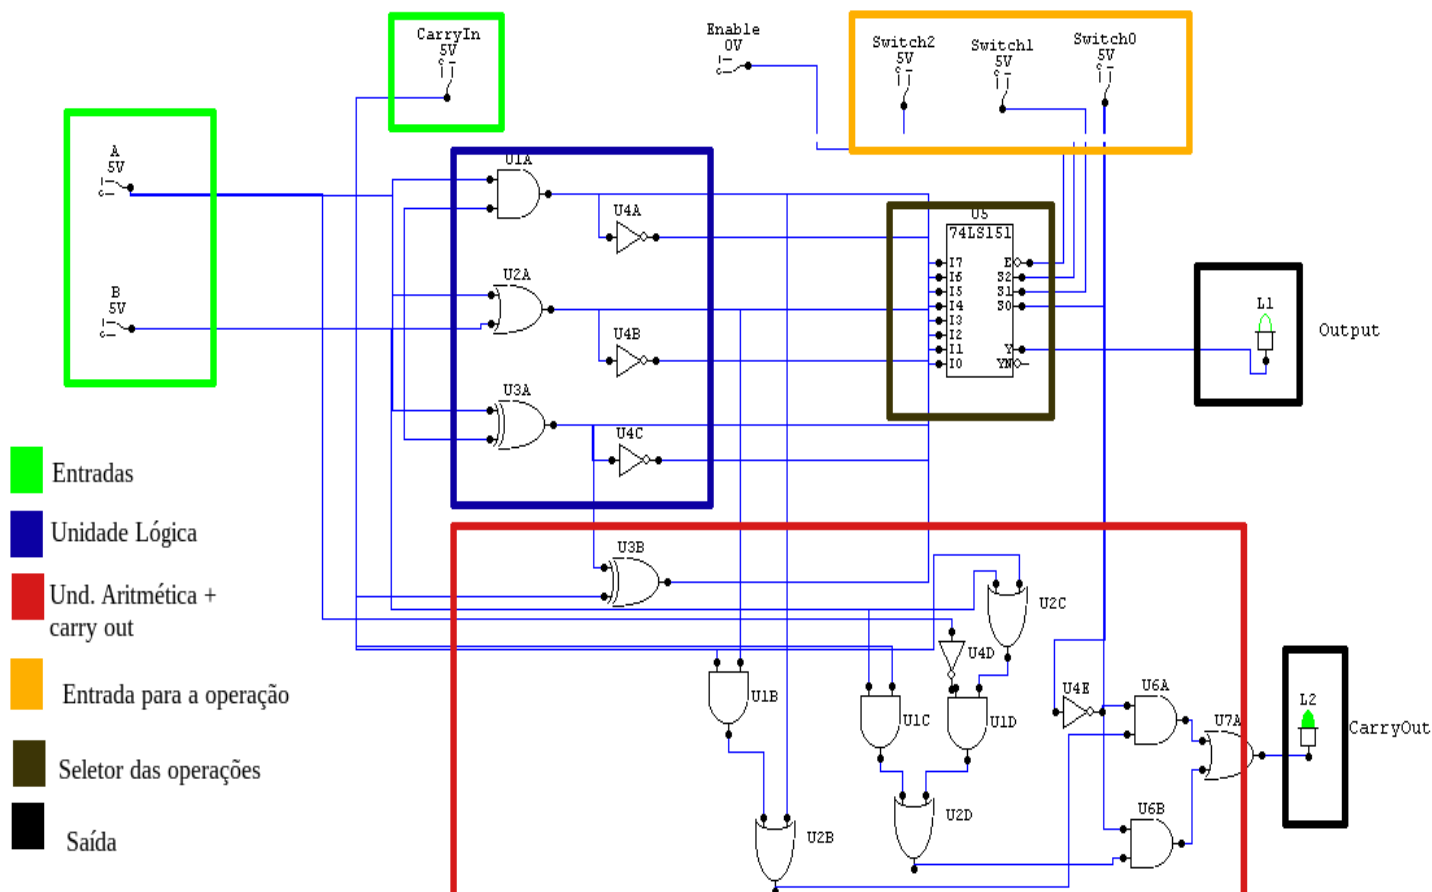 CarryIn
5V
Enable
0V
Switch2
5V
Switch1
5V
Switch0
5V
A
5V
B
5V
U1A
U4A
U2A
U4B
U3A
U4C
U5
74LS151
I7
I6
I5
I4
I3
I2
I1
I0
E
S2
S1
S0
Y
YN
L1
Output
Entradas
Unidade Lógica
Und. Aritmética +
carry out
Entrada para a operação
Seletor das operações
Saída
U3B
U2C
U4D
U1B
U1C
U1D
U4E
U6A
U7A
L2
CarryOut
U2B
U2D
U6B